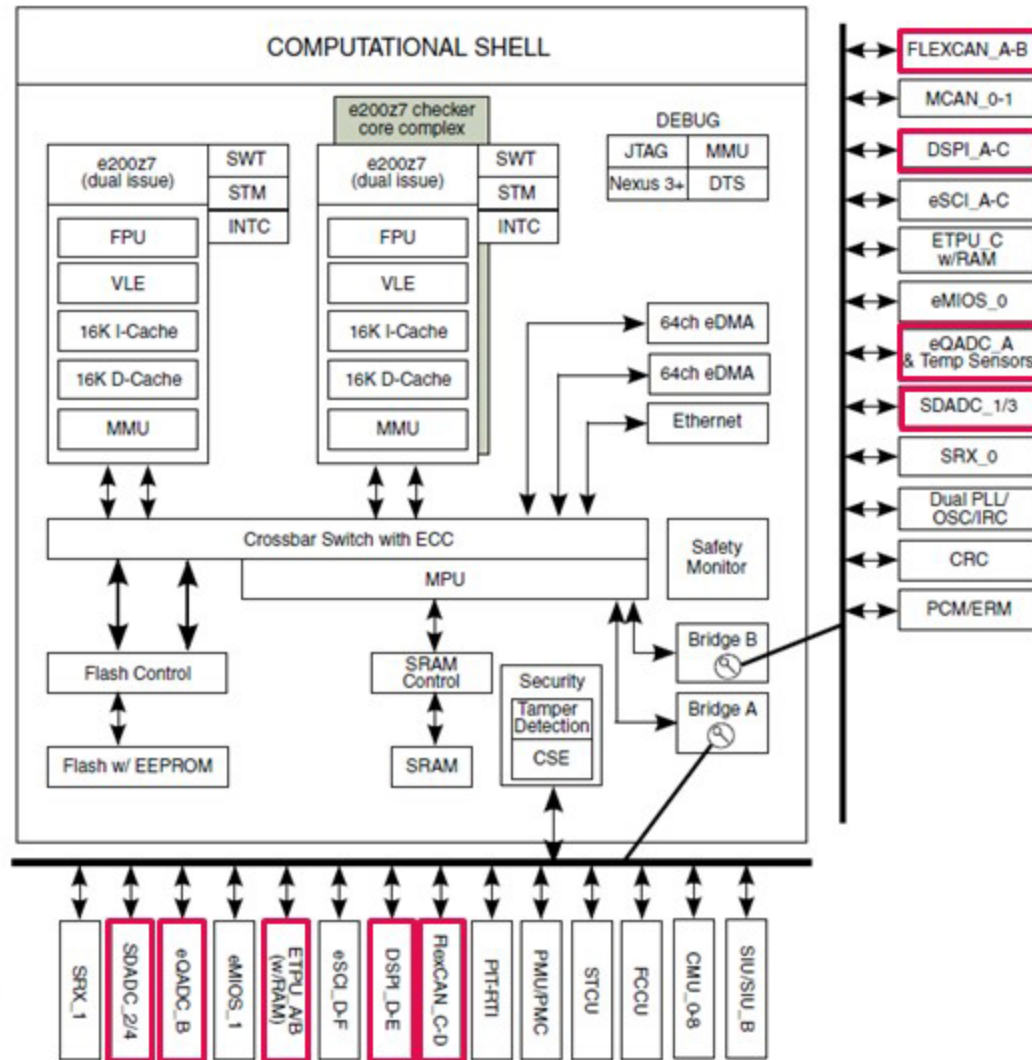 COMPUTATIONAL SHELL
e200z7
(dual issue)
SWT
STM
INTC
FPU
VLE
16K I-Cache
16K D-Cache
MMU
e200z7 checker
core complex
e200z7
(dual issue)
SWT
STM
INTC
FPU
VLE
16K I-Cache
16K D-Cache
MMU
DEBUG
JTAG MMU
Nexus 3+ DTS
64ch eDMA
64ch eDMA
Ethernet
Crossbar Switch with ECC
MPU
Safety
Monitor
Flash Control
Flash w/ EEPROM
SRAM
Control
SRAM
Security
Tamper
Detection
CSE
Bridge B
Bridge A
FLEXCAN_A-B
MCAN_0-1
DSPI_A-C
eSCI_A-C
ETPU_C
w/RAM
eMIOS_0
eQADC_A
& Temp Sensors
SDADC_1/3
SRX_0
Dual PLL/
OSC/IRC
CRC
PCM/ERM
SRX_1
SDADC_2/4
eQADC_B
eMIOS_1
ETPU_A/B
(w/RAM)
eSCI_D-F
DSPI_D-E
FlexCAN_C-D
PIT-RTI
PMU/PMC
STCU
FCCU
CMU_0-8
SIU/SIU_B